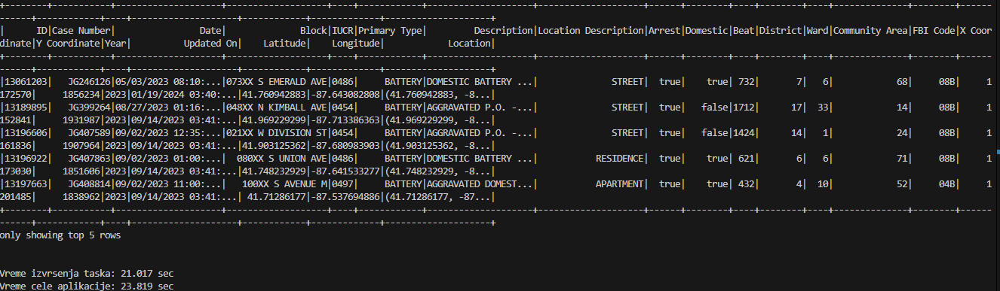 +--------+-----------+--------------------+--------------------+----+------------+--------------------+--------------------+------+--------+----+--------+----+--------------+--------+------
------+------------+----+--------------------+------------+-------------+--------------------+
|      ID|Case Number|                Date|               Block|IUCR|Primary Type|         Description|Location Description|Arrest|Domestic|Beat|District|Ward|Community Area|FBI Code|X Coor
dinate|Y Coordinate|Year|          Updated On|    Latitude|    Longitude|            Location|
+--------+-----------+--------------------+--------------------+----+------------+--------------------+--------------------+------+--------+----+--------+----+--------------+--------+------
------+------------+----+--------------------+------------+-------------+--------------------+
|13061203|   JG246126|05/03/2023 08:10:...|073XX S EMERALD AVE|0486|     BATTERY|DOMESTIC BATTERY ...|              STREET|  true|    true| 732|       7|   6|            68|     08B|     1
172570|     1856234|2023|01/19/2024 03:40:...|41.760942883|-87.643082808|(41.760942883, -8...|
|13189895|   JG399264|08/27/2023 01:16:...|048XX N KIMBALL AVE|0454|     BATTERY|AGGRAVATED P.O. -...|              STREET|  true|   false|1712|      17|  33|            14|     08B|     1
152841|     1931987|2023|09/14/2023 03:41:...|41.969229299|-87.713386363|(41.969229299, -8...|
|13196606|   JG407589|09/02/2023 12:35:...|021XX W DIVISION ST|0454|     BATTERY|AGGRAVATED P.O. -...|              STREET|  true|   false|1424|      14|   1|            24|     08B|     1
161836|     1907964|2023|09/14/2023 03:41:...|41.903125362|-87.680983903|(41.903125362, -8...|
|13196922|   JG407863|09/02/2023 01:00:...|  080XX S UNION AVE|0486|     BATTERY|DOMESTIC BATTERY ...|           RESIDENCE|  true|    true| 621|       6|   6|            71|     08B|     1
173030|     1851606|2023|09/14/2023 03:41:...|41.748232929|-87.641533277|(41.748232929, -8...|
|13197663|   JG408814|09/02/2023 11:00:...|   100XX S AVENUE M|0497|     BATTERY|AGGRAVATED DOMEST...|           APARTMENT|  true|    true| 432|       4|  10|            52|     04B|     1
201485|     1838962|2023|09/14/2023 03:41:...| 41.71286177|-87.537694886|(41.71286177, -87...|
+--------+-----------+--------------------+--------------------+----+------------+--------------------+--------------------+------+--------+----+--------+----+--------------+--------+------
------+------------+----+--------------------+------------+-------------+--------------------+
only showing top 5 rows
Vreme izvrsenja taska: 21.017 sec
Vreme cele aplikacije: 23.819 sec